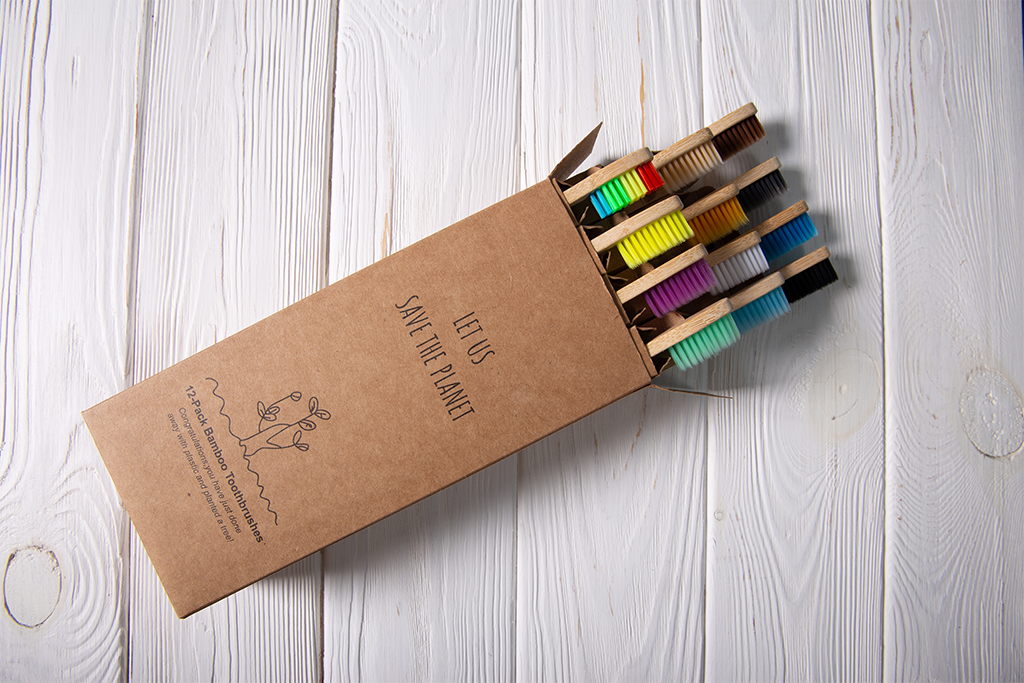 LET US
SAVE THE PLANET
12-Pack Bamboo Toothbrushes
Congratulations,you have just done
away with plastic and planted a tree!